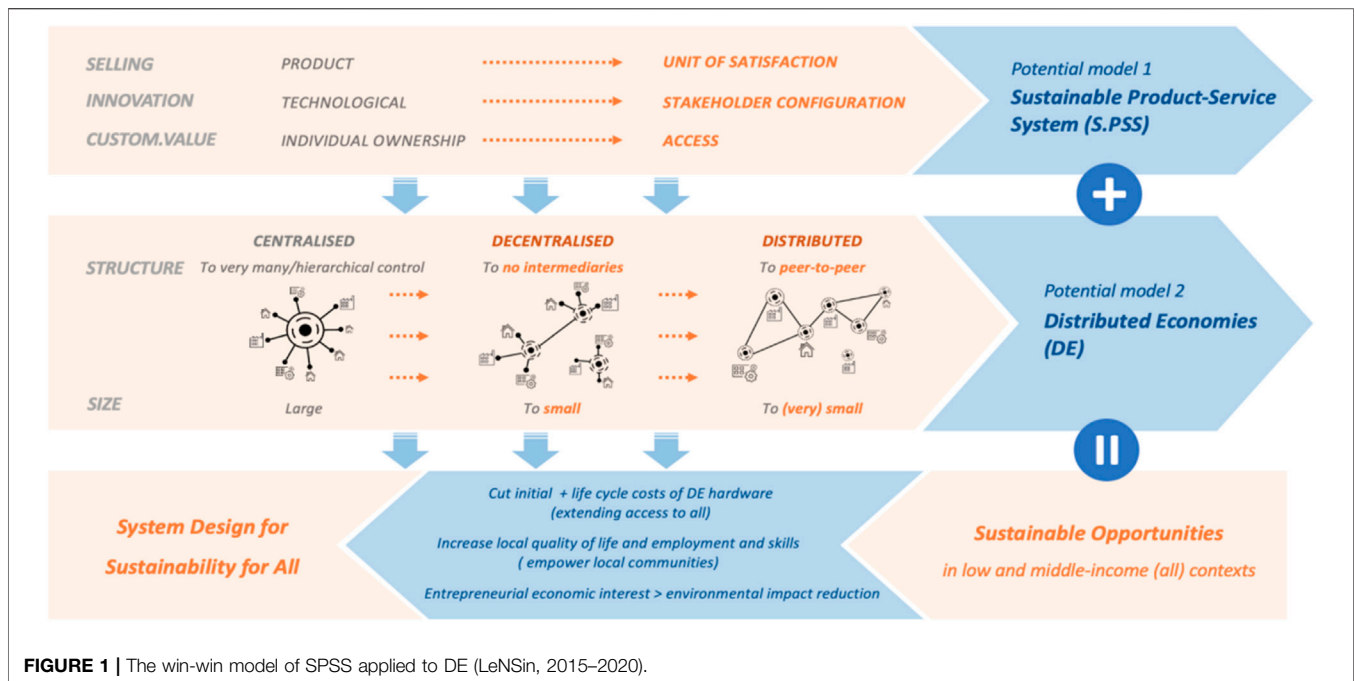 SELLING PRODUCT UNIT OF SATISFACTION
INNOVATION TECHNOLOGICAL STAKEHOLDER CONFIGURATION
CUSTOM.VALUE INDIVIDUAL OWNERSHIP ACCESS
Potential model 1
Sustainable Product-Service
System (S.PSS)
CENTRALISED DECENTRALISED DISTRIBUTED
STRUCTURE To very many/hierarchical control To no intermediaries To peer-to-peer
SIZE Large To small To (very) small
Potential model 2
Distributed Economies
(DE)
System Design for
Sustainability for All
Cut initial + life cycle costs of DE hardware
(extending access to all)
Increase local quality of life and employment and skills
( empower local communities)
Entrepreneurial economic interest > environmental impact reduction
Sustainable Opportunities
in low and middle-income (all) contexts
FIGURE 1 | The win-win model of SPSS applied to DE (LeNSin, 2015–2020).